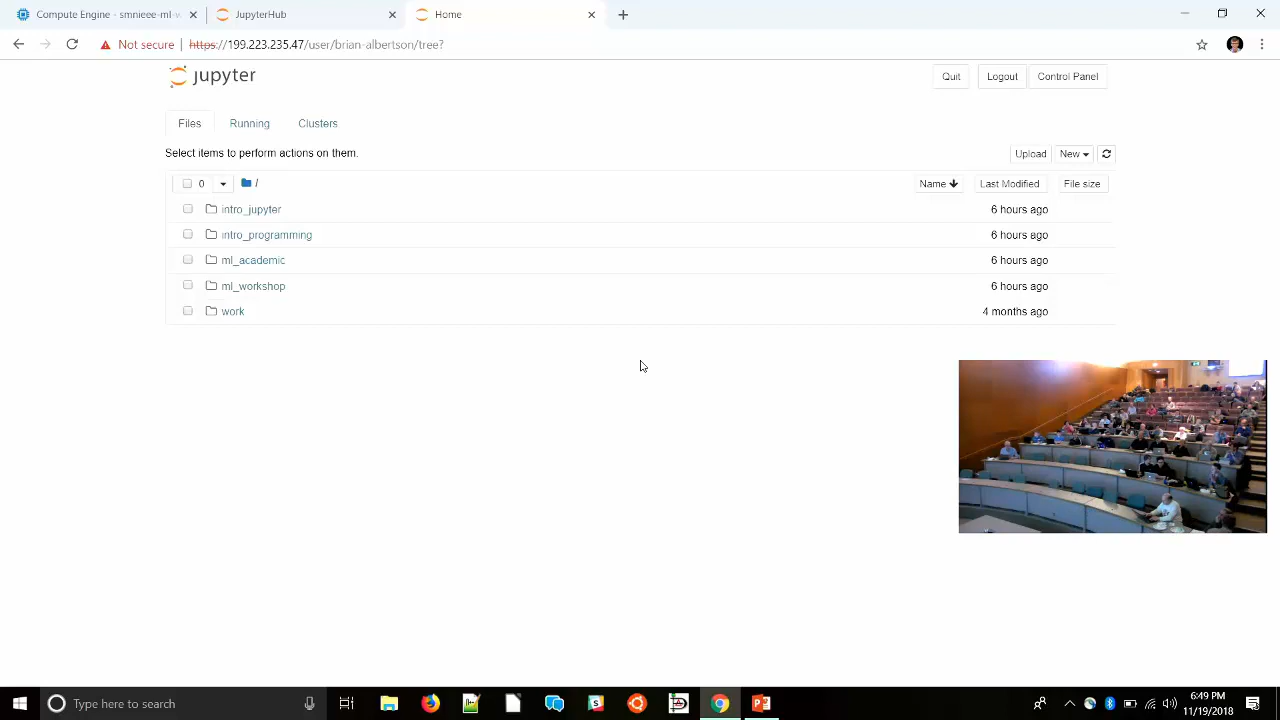 Compute Engine - smnieee-ml-w
JupyterHub
Home
Not secure
https://199.223.235.47/user/brian-albertson/tree?
jupyter
Quit
Logout
Control Panel
Files
Running
Clusters
Select items to perform actions on them.
Upload
New
0
/
Name
Last Modified
File size
intro_jupyter
6 hours ago
intro_programming
6 hours ago
ml_academic
6 hours ago
ml_workshop
6 hours ago
work
4 months ago
Type here to search
6:49 PM
11/19/2018